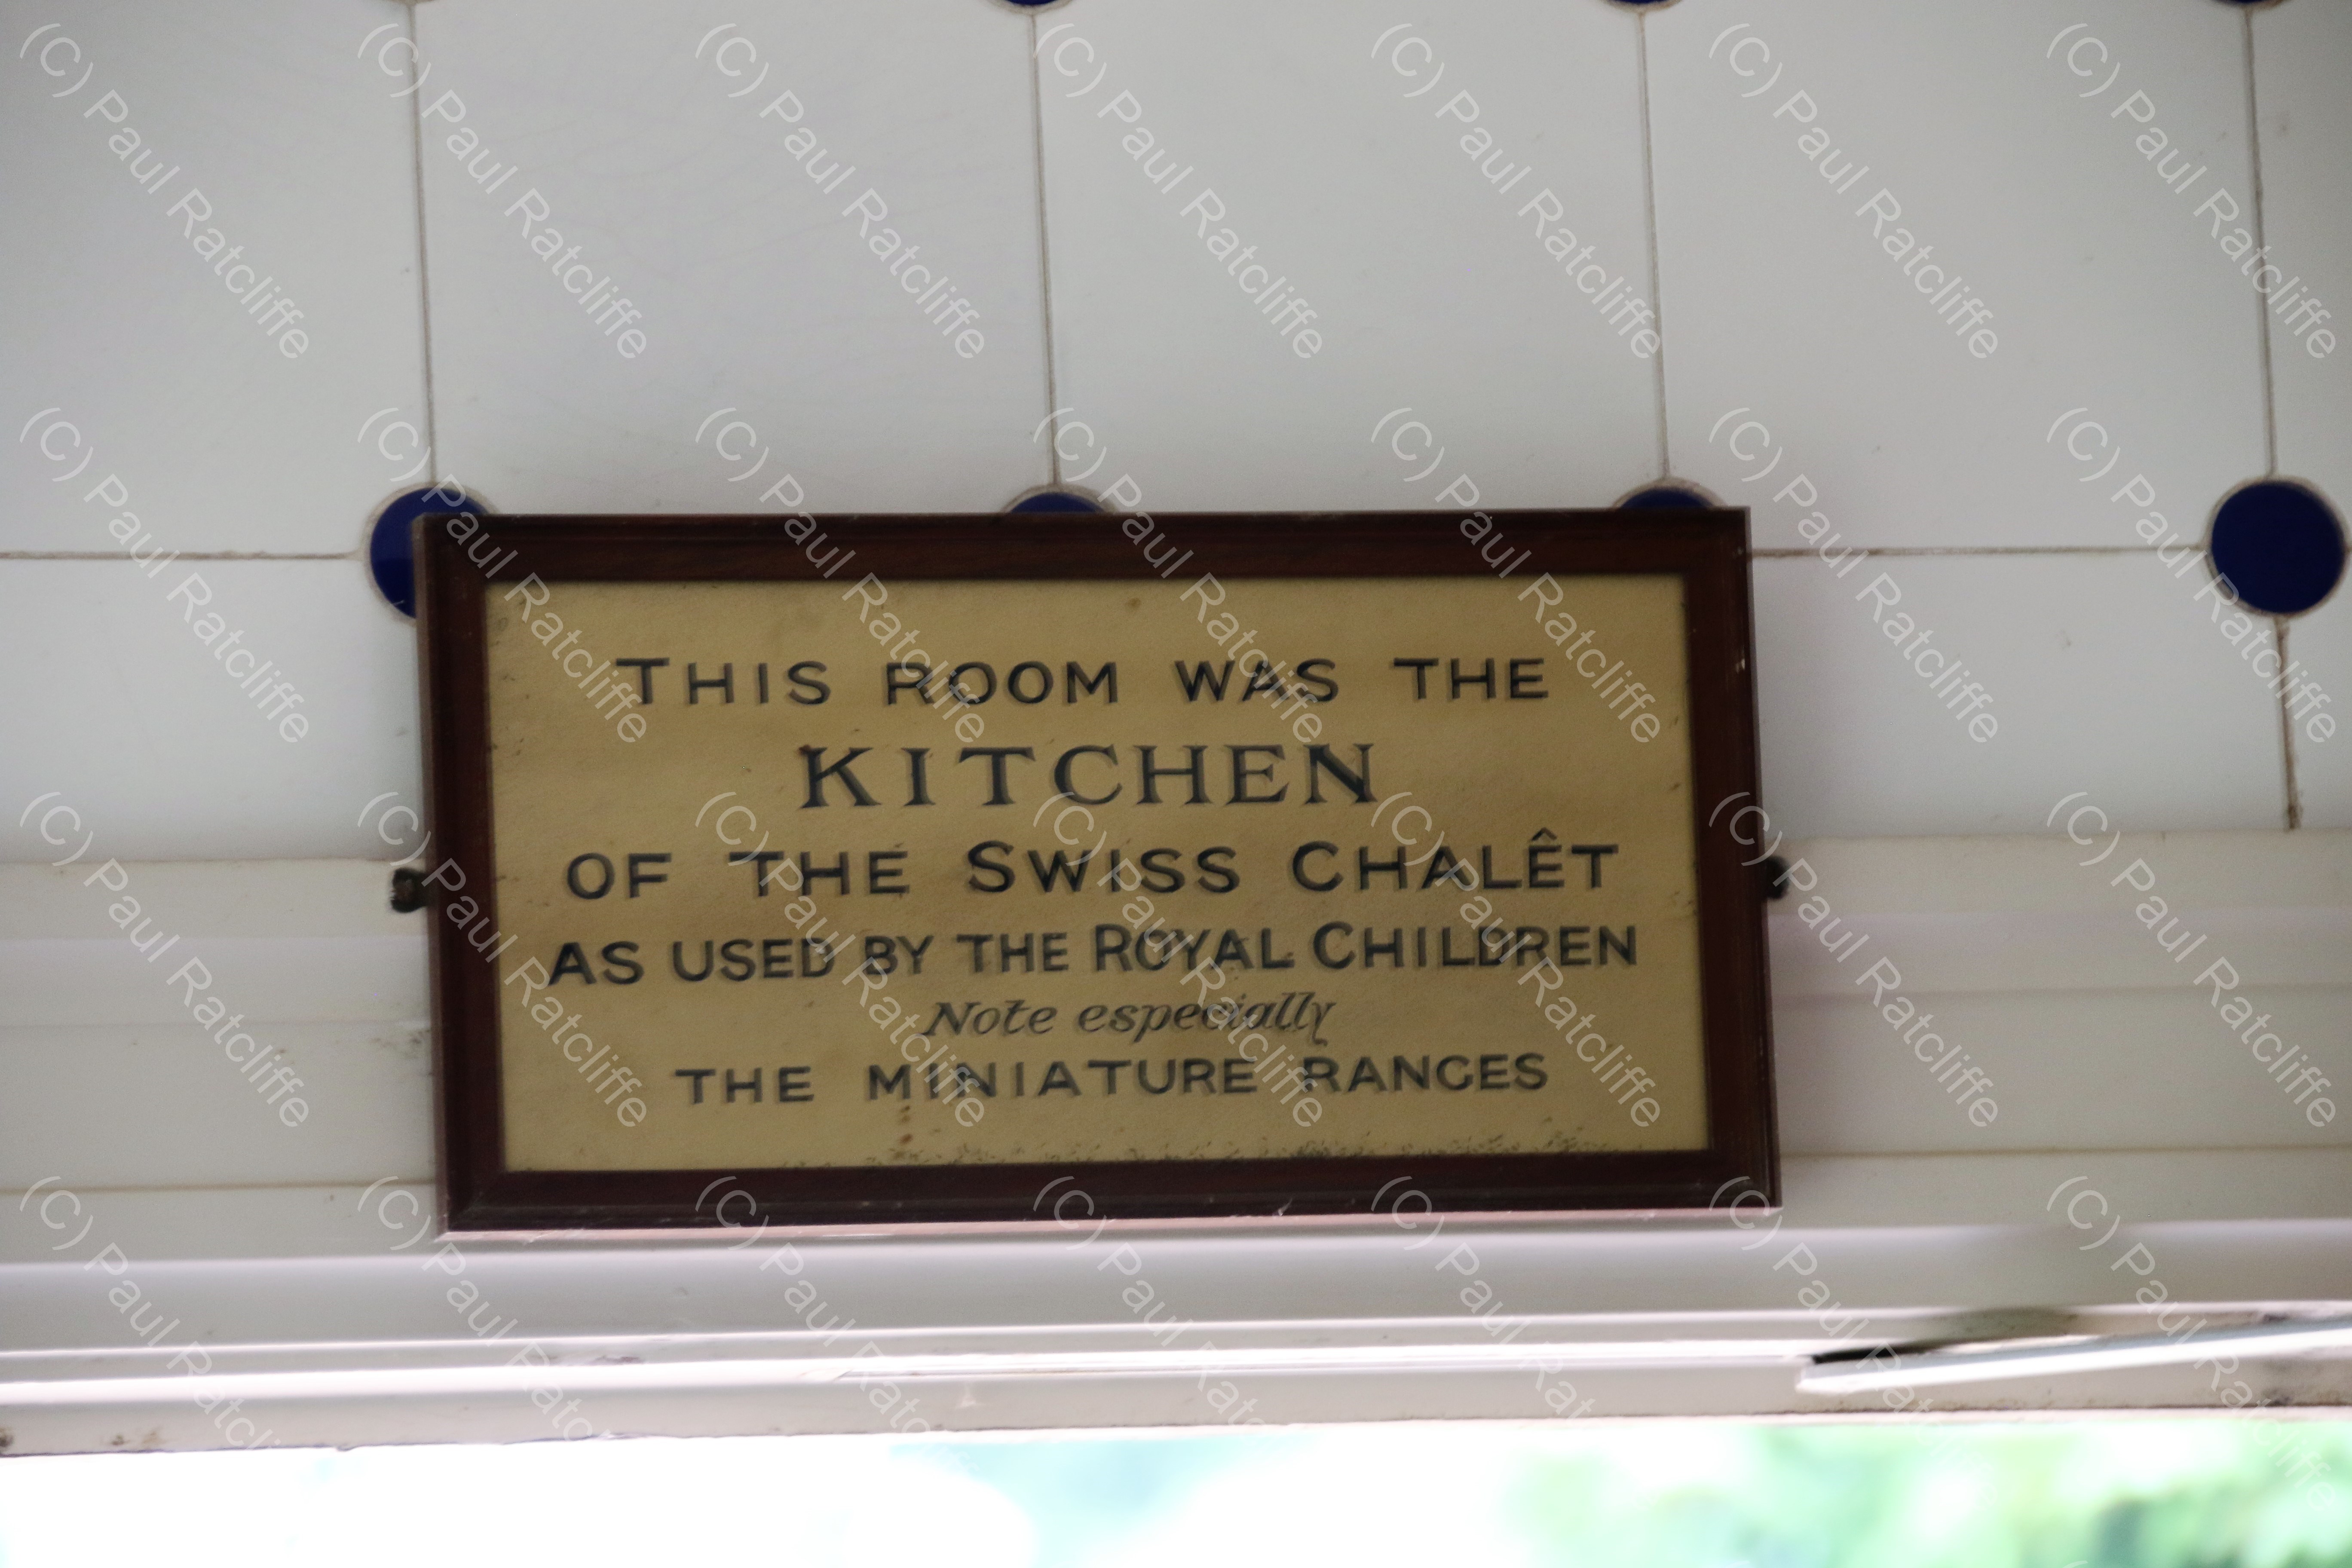 THIS ROOM WAS THE
KITCHEN
OF THE SWISS CHALÊT
AS USED BY THE ROYAL CHILDREN
Note especially
THE MINIATURE RANGES
(C) Paul Ratcliffe